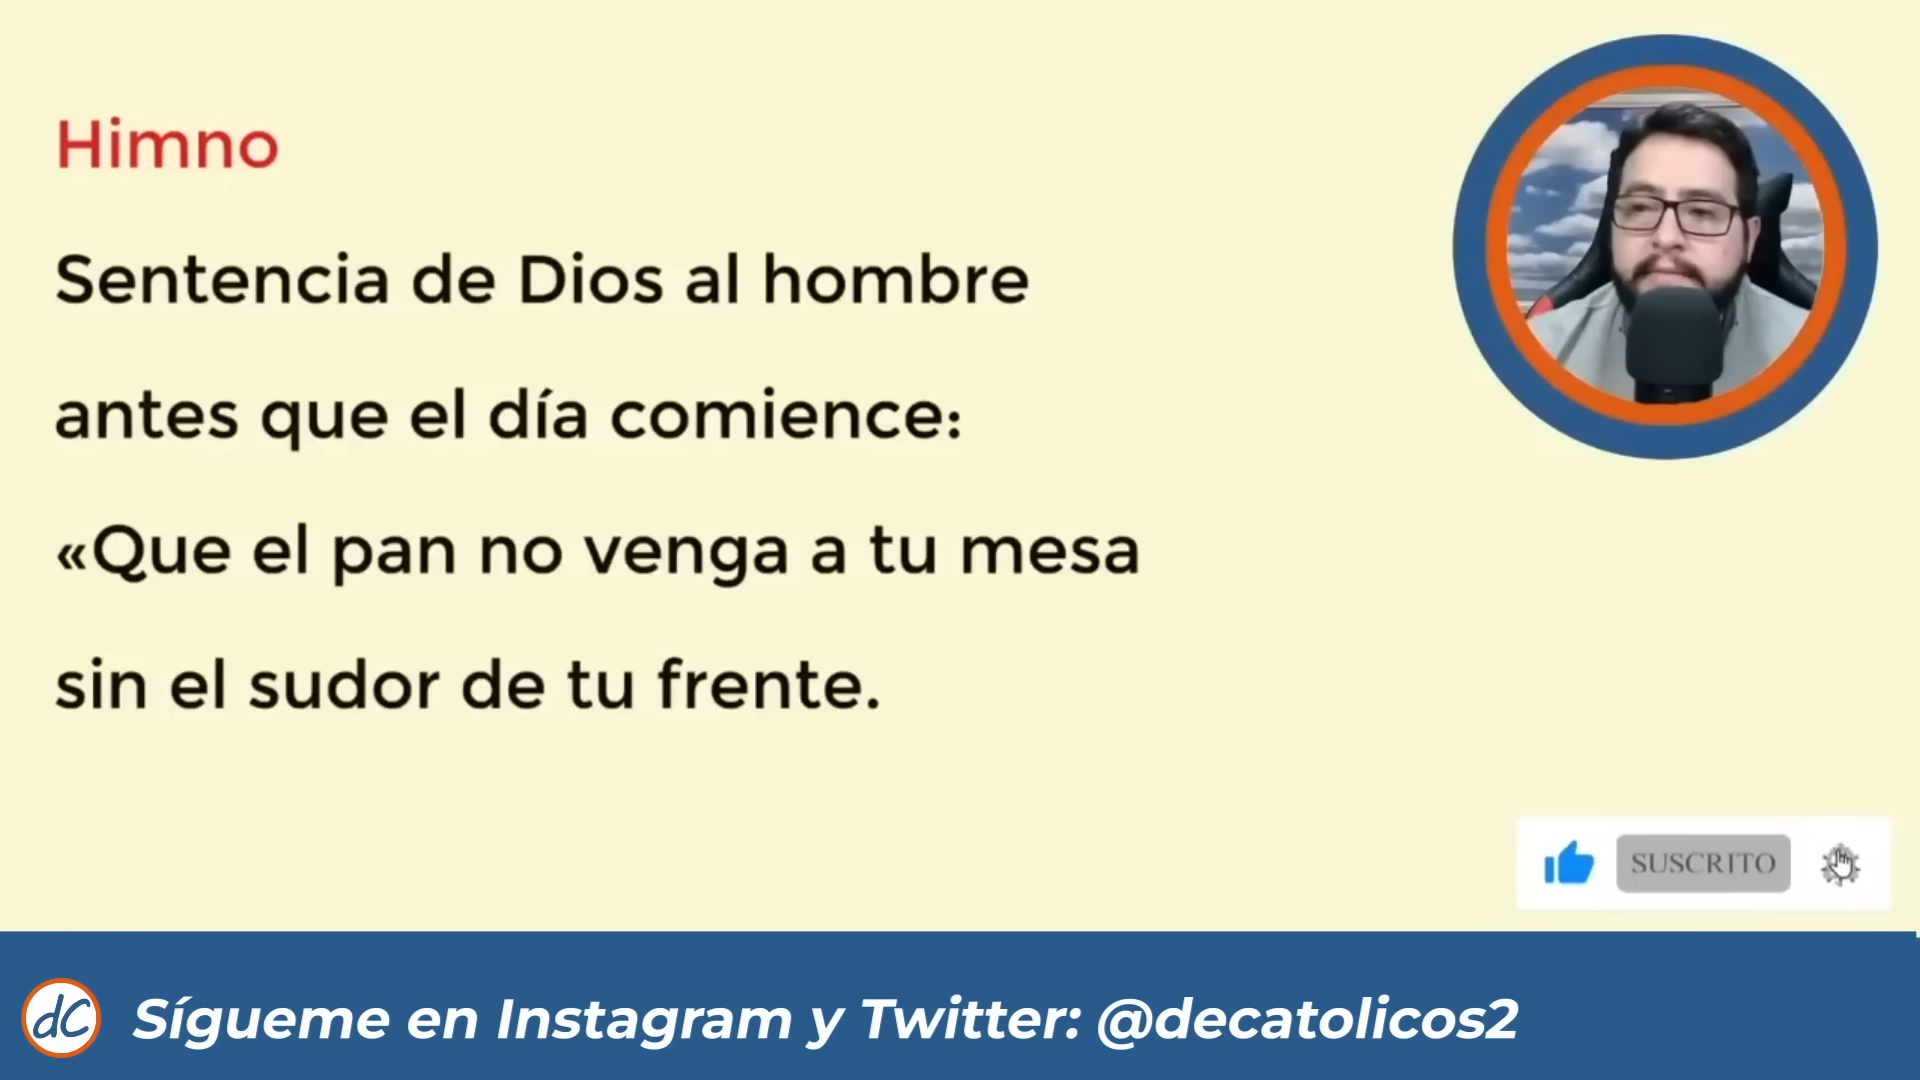 Himno
Sentencia de Dios al hombre
antes que el día comience:
«Que el pan no venga a tu mesa
sin el sudor de tu frente.
SUSCRITO
dC Sígueme en Instagram y Twitter: @decatolicos2